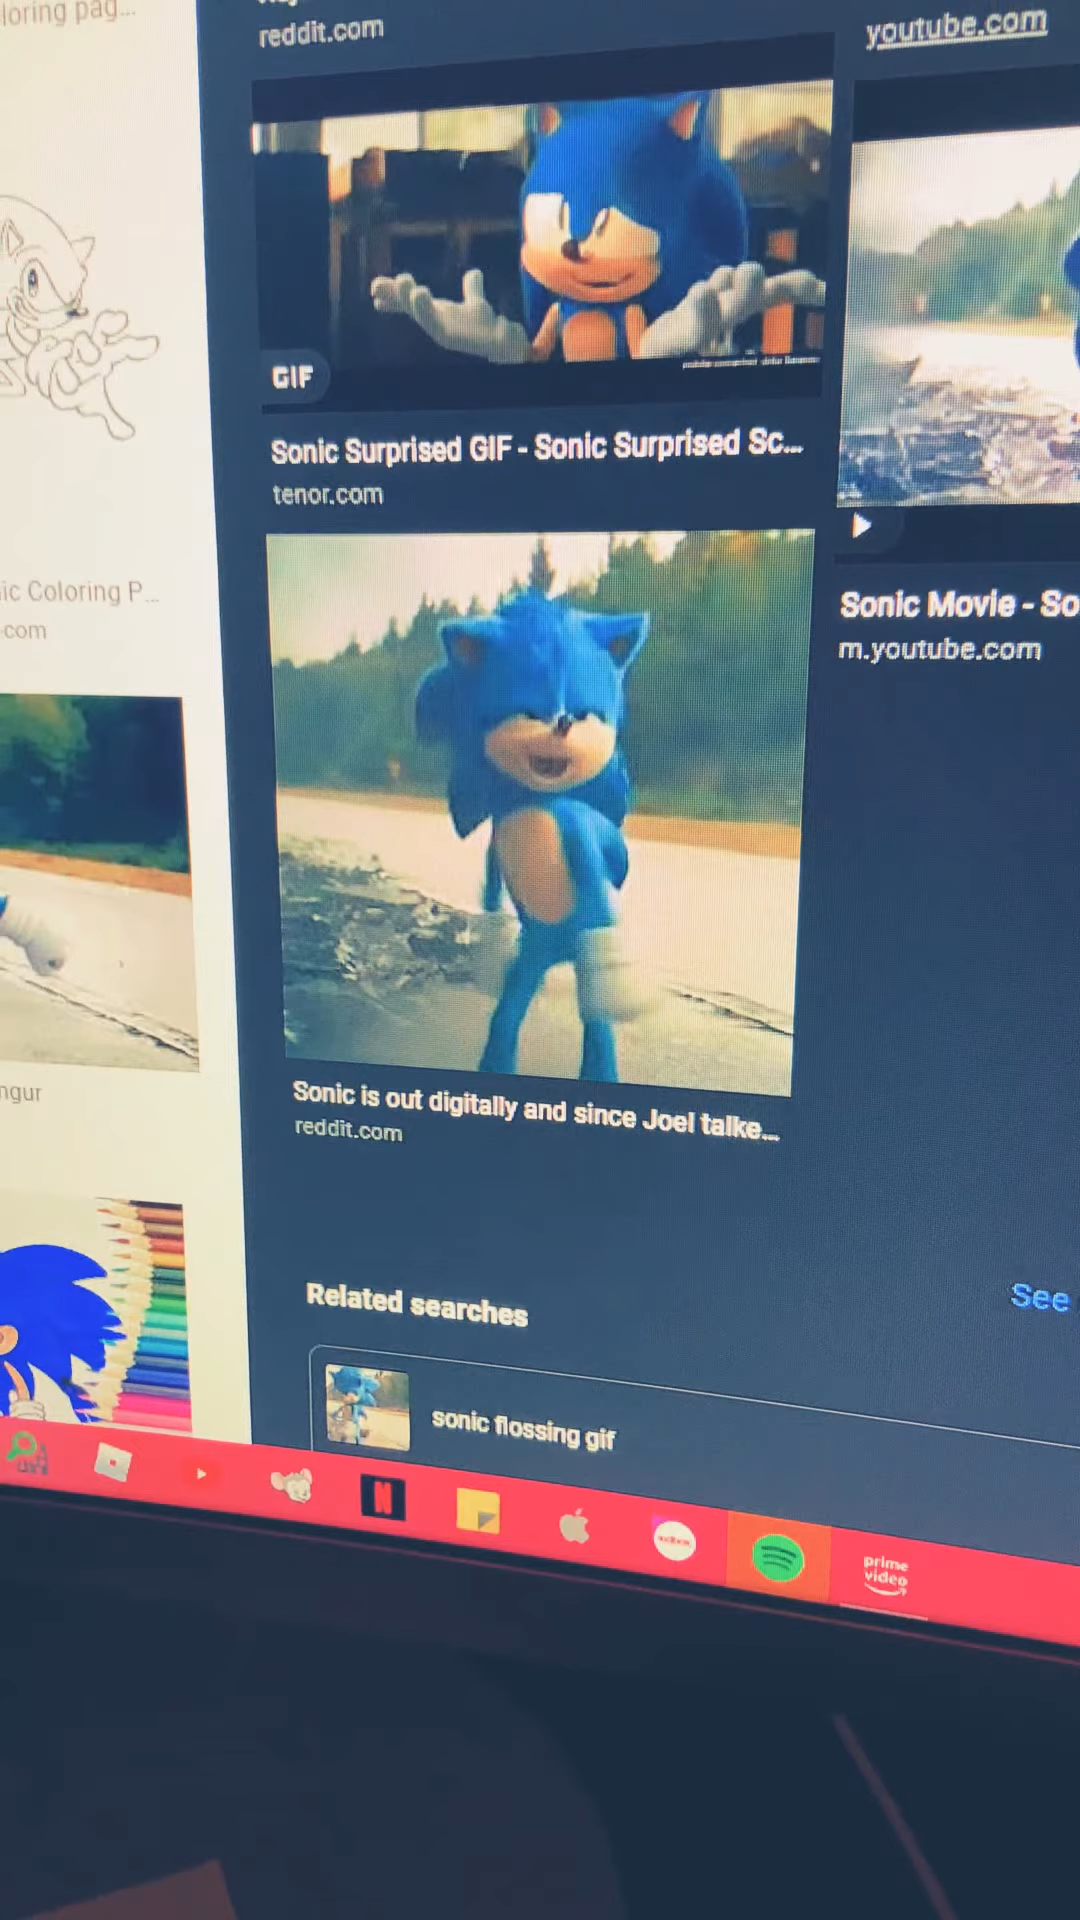 loring pag...
reddit.com
youtube.com
GIF
Sonic Surprised GIF - Sonic Surprised Sc...
tenor.com
ic Coloring P...
com
Sonic Movie - So
m.youtube.com
ngur
Sonic is out digitally and since Joel talke...
reddit.com
Related searches
See
sonic flossing gif
N
prime
video